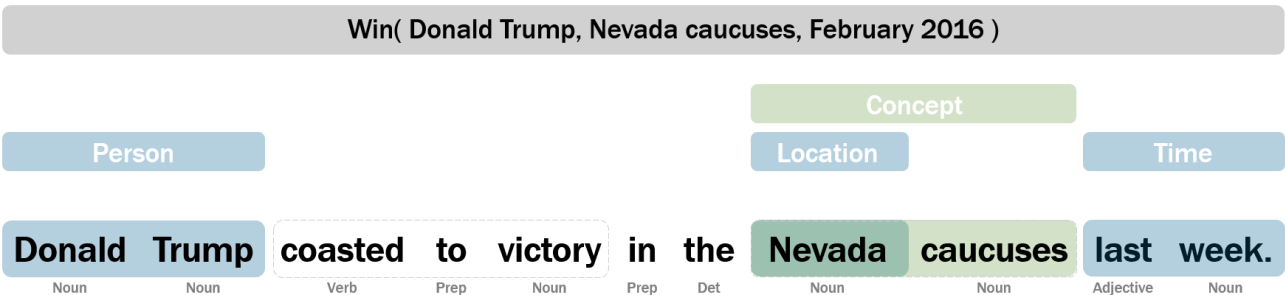 Win( Donald Trump, Nevada caucuses, February 2016 )
Concept
Person Location Time
Donald Trump coasted to victory in the Nevada caucuses last week.
Noun Noun Verb Prep Noun Prep Det Noun Noun Adjective Noun